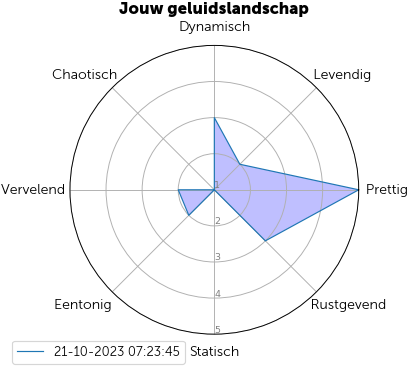 Jouw geluidslandschap
Dynamisch
Chaotisch
Levendig
Vervelend
Prettig
1
2
3
4
5
Eentonig
Rustgevend
21-10-2023 07:23:45
Statisch